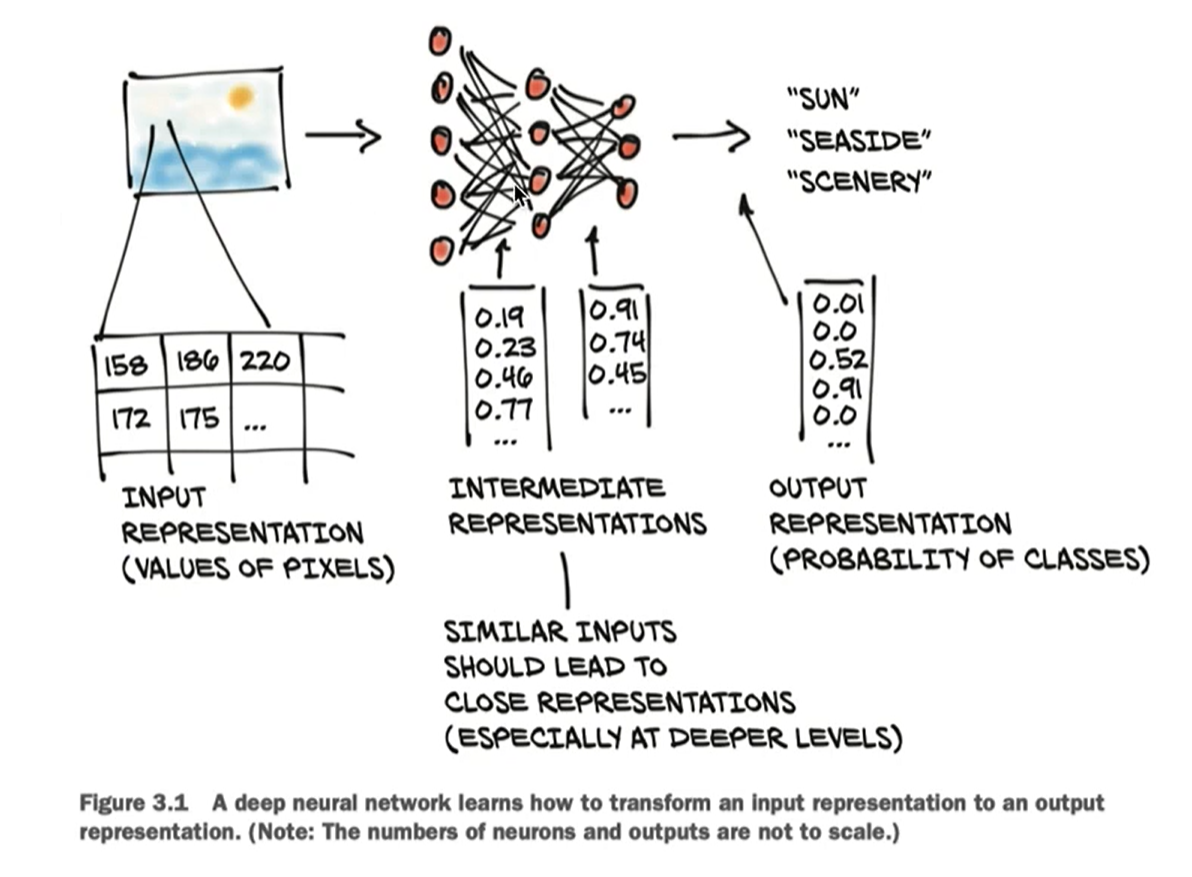 "SUN"
"SEASIDE"
"SCENERY"
158 186 220
172 175 ...
0.19
0.23
0.46
0.77
...
0.91
0.74
0.45
...
0.01
0.0
0.52
0.91
0.0
...
INPUT
REPRESENTATION
(VALUES OF PIXELS)
INTERMEDIATE
REPRESENTATIONS
OUTPUT
REPRESENTATION
(PROBABILITY OF CLASSES)
SIMILAR INPUTS
SHOULD LEAD TO
CLOSE REPRESENTATIONS
(ESPECIALLY AT DEEPER LEVELS)
Figure 3.1 A deep neural network learns how to transform an input representation to an output
representation. (Note: The numbers of neurons and outputs are not to scale.)